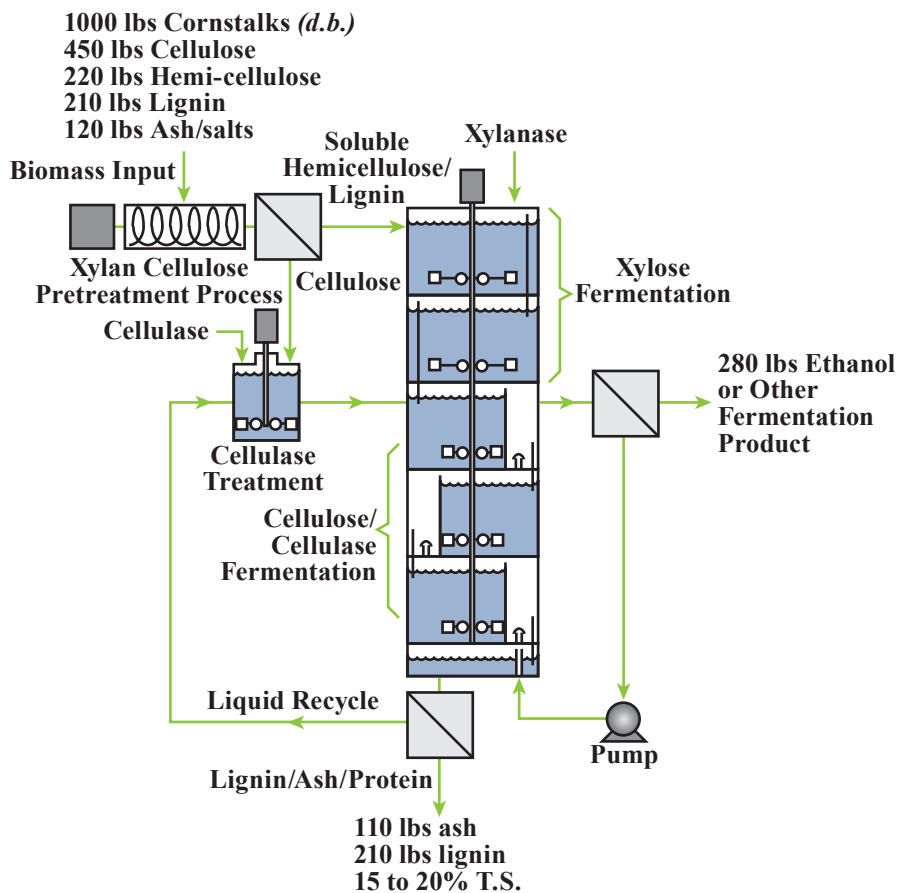 1000 lbs Cornstalks (d.b.)
450 lbs Cellulose
220 lbs Hemi-cellulose
210 lbs Lignin
120 lbs Ash/salts
Biomass Input
Soluble
Hemicellulose/
Lignin
Xylanase
Xylan Cellulose
Pretreatment Process
Cellulose
Xylose
Fermentation
Cellulase
280 lbs Ethanol
or Other
Fermentation
Product
Cellulase
Treatment
Cellulose/
Cellulase
Fermentation
Liquid Recycle
Pump
Lignin/Ash/Protein
110 lbs ash
210 lbs lignin
15 to 20% T.S.